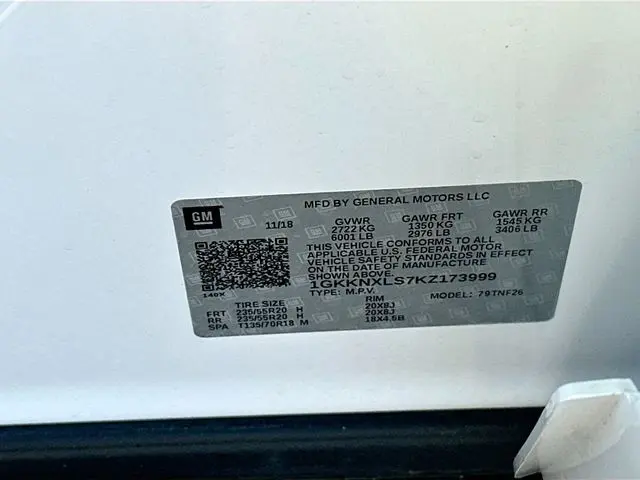 MFD BY GENERAL MOTORS LLC
GM
11/18
GVWR GAWR FRT GAWR RR
2722 KG 1350 KG 1545 KG
6001 LB 2976 LB 3406 LB
THIS VEHICLE CONFORMS TO ALL
APPLICABLE U.S. FEDERAL MOTOR
VEHICLE SAFETY STANDARDS IN EFFECT
ON THE DATE OF MANUFACTURE
SHOWN ABOVE.
1GKKNXLS7KZ173999
TYPE: M.P.V. MODEL: 79TNF26
TIRE SIZE RIM
FRT 235/55R20 H 20X8J
RR 235/55R20 H 20X8J
SPA T135/70R18 M 18X4.5B